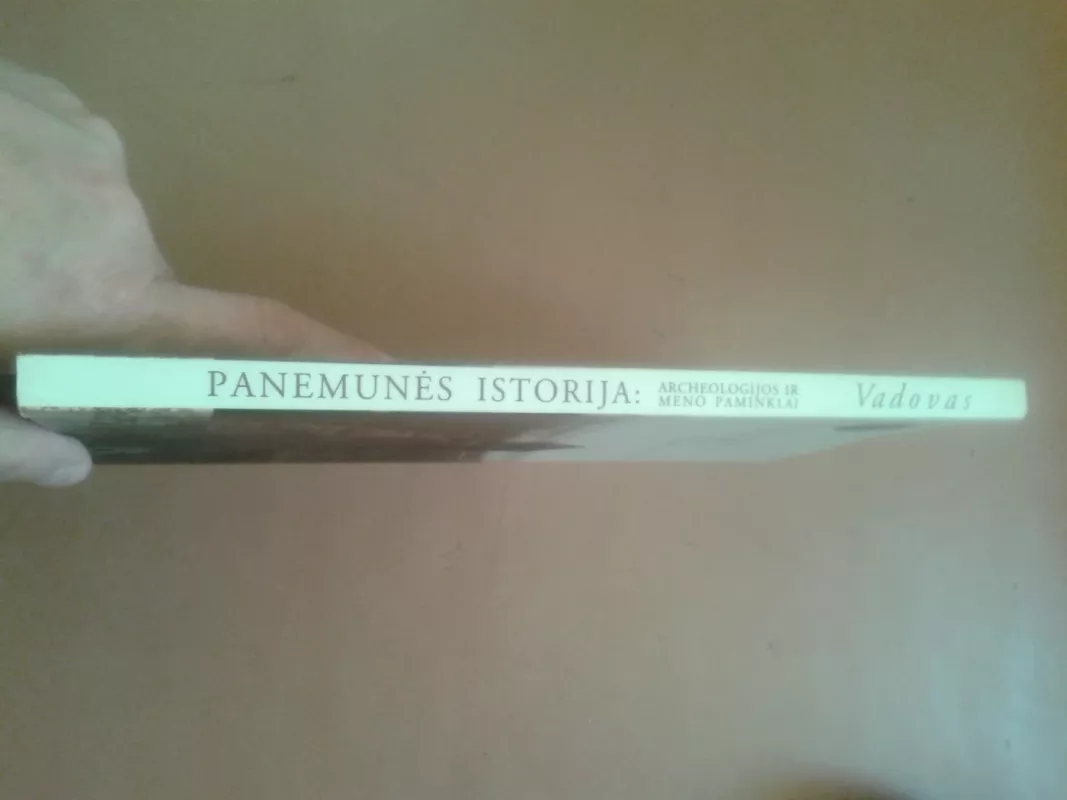 PANEMUNĖS ISTORIJA:
ARCHEOLOGIJOS IR
MENO PAMINKLAI
Vadovas